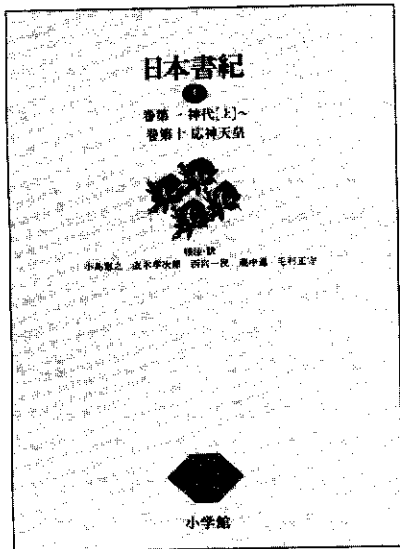 日本書紀
1
巻第一 神代[上]~
巻第十 応神天皇
校注・訳
小島憲之 直木孝次郎 西宮一民 蔵中進 毛利正守
小学館